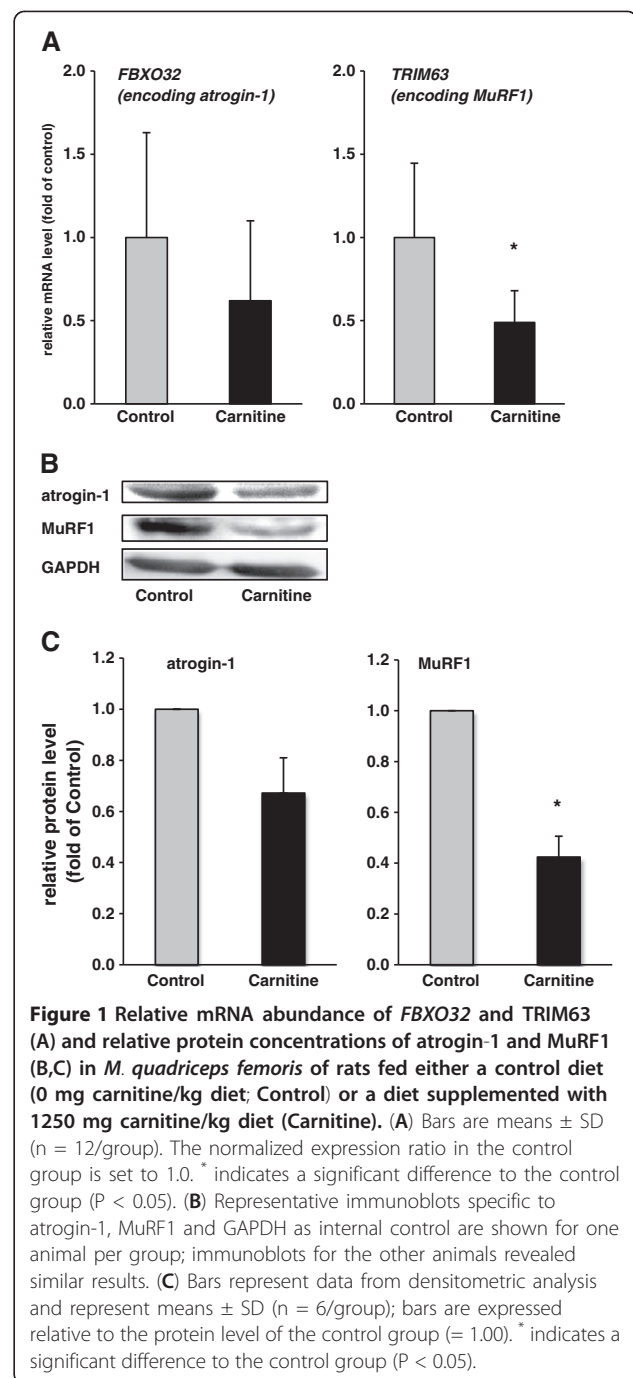 A
FBXO32
(encoding atrogin-1)
TRIM63
(encoding MuRF1)
relative mRNA level (fold of control)
2.0
1.5
1.0
0.5
0.0
Control
Carnitine
2.0
1.5
1.0
0.5
0.0
*
Control
Carnitine
B
atrogin-1
MuRF1
GAPDH
Control
Carnitine
C
atrogin-1
relative protein level
(fold of Control)
1.2
1.0
0.8
0.6
0.4
0.2
0.0
Control
Carnitine
MuRF1
1.2
1.0
0.8
0.6
0.4
0.2
0.0
*
Control
Carnitine
Figure 1 Relative mRNA abundance of FBXO32 and TRIM63
(A) and relative protein concentrations of atrogin-1 and MuRF1
(B,C) in M. quadriceps femoris of rats fed either a control diet
(0 mg carnitine/kg diet; Control) or a diet supplemented with
1250 mg carnitine/kg diet (Carnitine). (A) Bars are means ± SD
(n = 12/group). The normalized expression ratio in the control
group is set to 1.0. * indicates a significant difference to the control
group (P < 0.05). (B) Representative immunoblots specific to
atrogin-1, MuRF1 and GAPDH as internal control are shown for one
animal per group; immunoblots for the other animals revealed
similar results. (C) Bars represent data from densitometric analysis
and represent means ± SD (n = 6/group); bars are expressed
relative to the protein level of the control group (= 1.00). * indicates a
significant difference to the control group (P < 0.05).